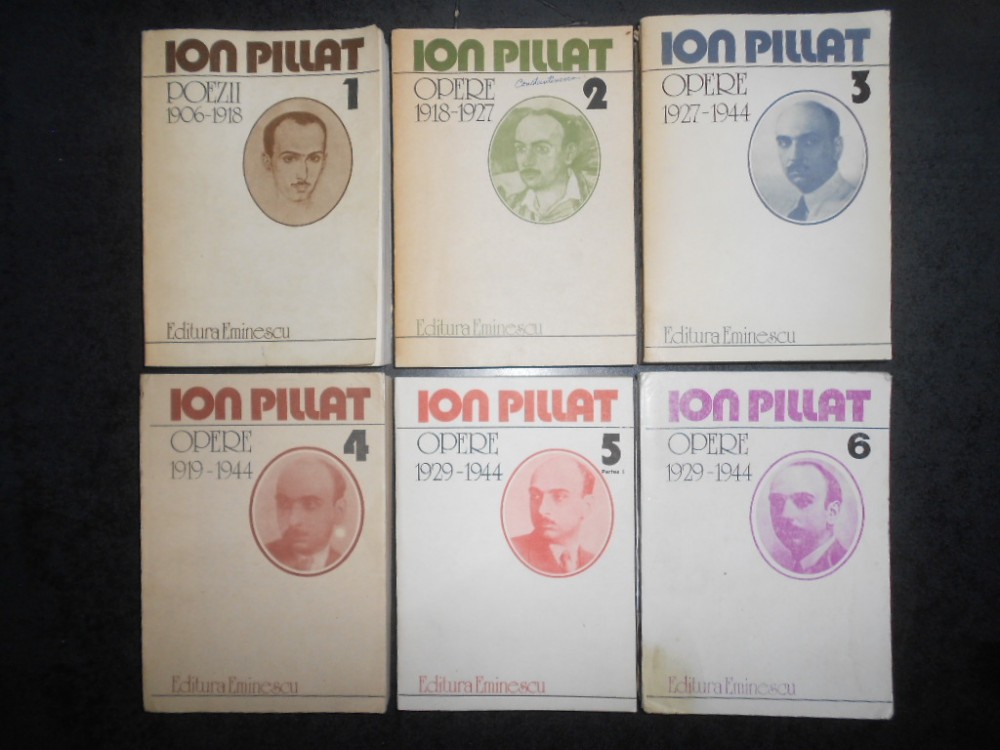 ION PILLAT
POEZII 1
1906-1918
Editura Eminescu
ION PILLAT
OPERE 2
1918-1927
Editura Eminescu
ION PILLAT
OPERE 3
1927-1944
Editura Eminescu
ION PILLAT
OPERE 4
1919-1944
Editura Eminescu
ION PILLAT
OPERE 5
Partea I
1929-1944
Editura Eminescu
ION PILLAT
OPERE 6
1929-1944
Editura Eminescu